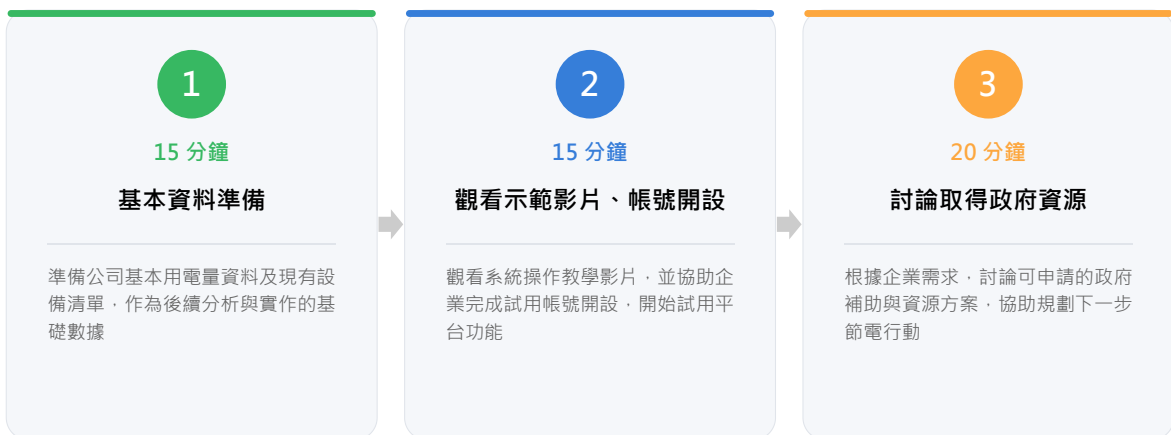 1
15 分鐘
基本資料準備
準備公司基本用電量資料及現有設
備清單，作為後續分析與實作的基
礎數據
2
15 分鐘
觀看示範影片、帳號開設
觀看系統操作教學影片，並協助企
業完成試用帳號開設，開始試用平
台功能
3
20 分鐘
討論取得政府資源
根據企業需求，討論可申請的政府
補助與資源方案，協助規劃下一步
節電行動